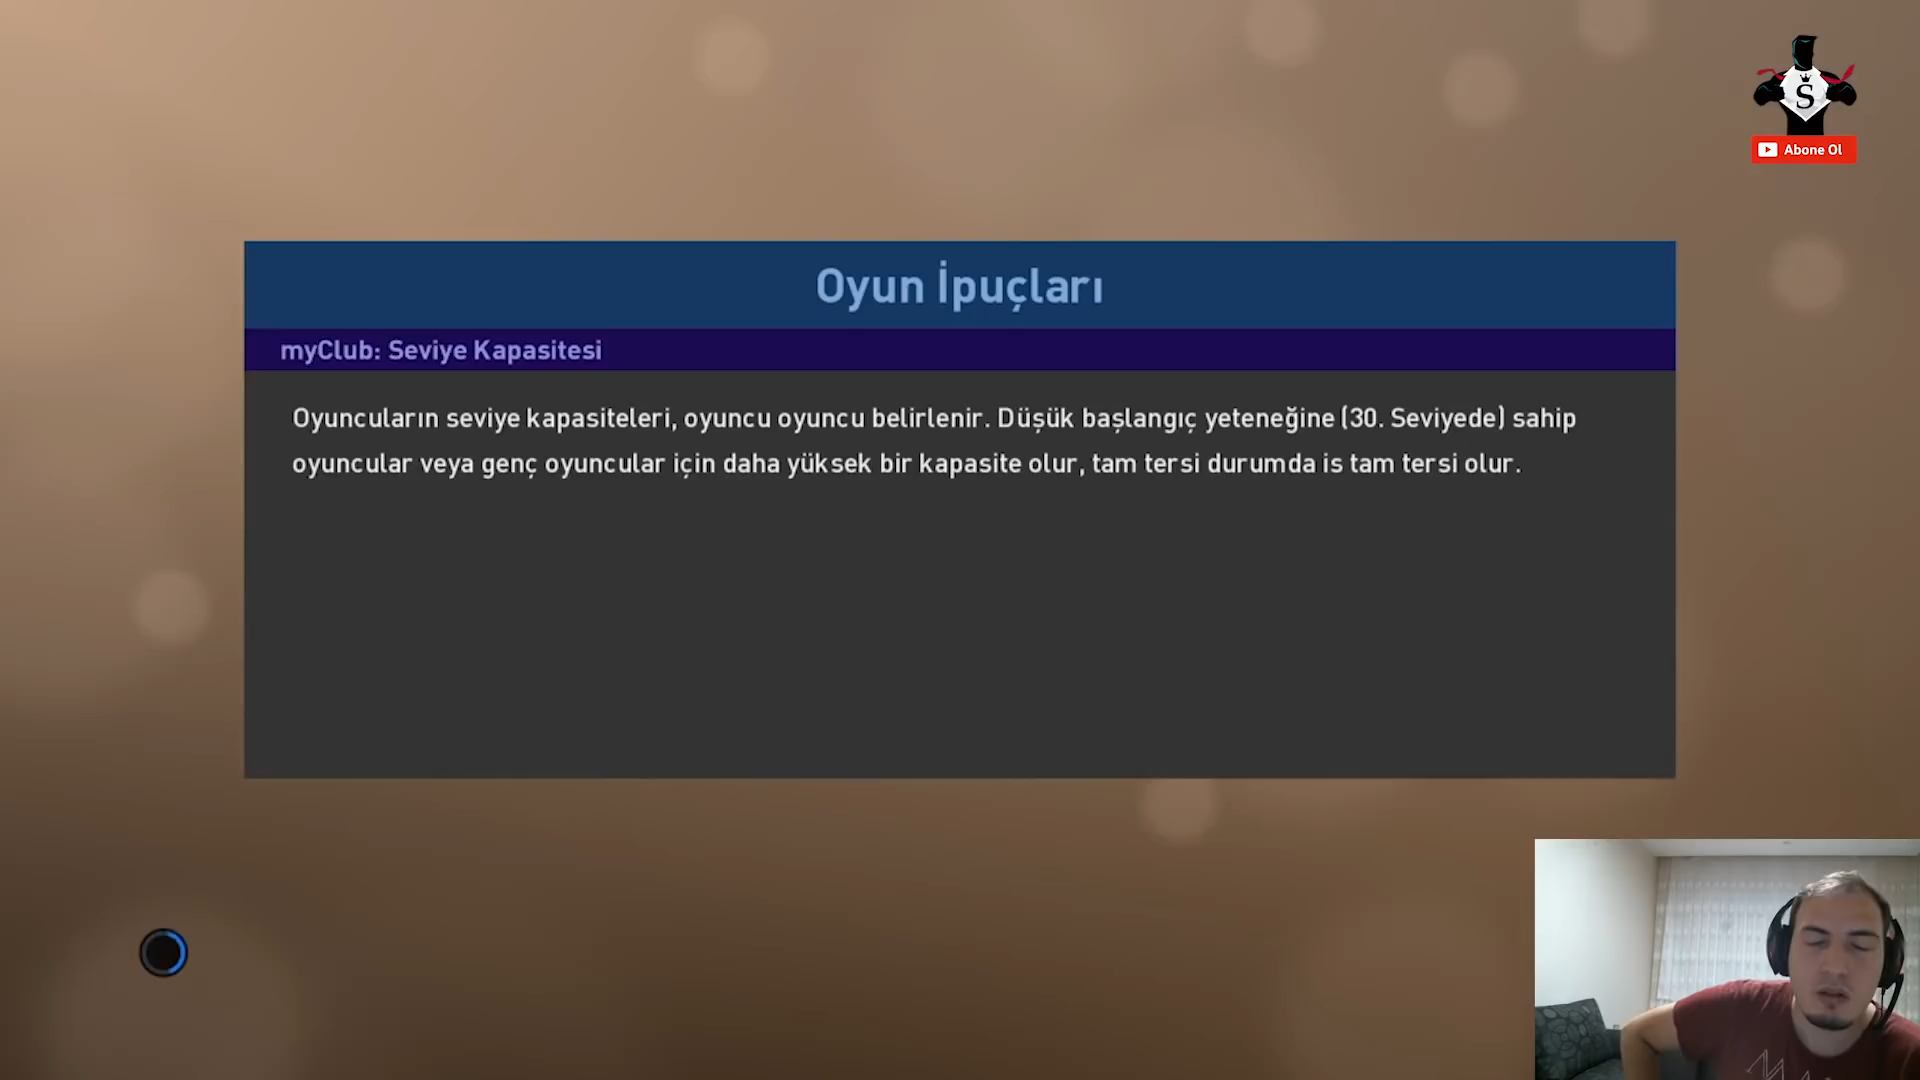 S
Abone Ol
Oyun İpuçları
myClub: Seviye Kapasitesi
Oyuncuların seviye kapasiteleri, oyuncu oyuncu belirlenir. Düşük başlangıç yeteneğine (30. Seviyede) sahip
oyuncular veya genç oyuncular için daha yüksek bir kapasite olur, tam tersi durumda is tam tersi olur.